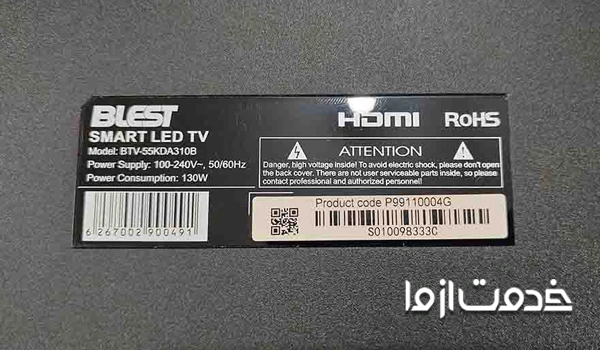 BLEST
SMART LED TV
Model: BTV-55KDA310B
Power Supply: 100-240V~, 50/60Hz
Power Consumption: 130W
6 267002 900491
HDMI RoHS
ATTENTION
Danger, high voltage inside! To avoid electric shock, please don't open
the back cover. There are not user serviceable parts inside, so please
contact professional and authorized personnel!
Product code P99110004G
S010098333C
خدمت از ما